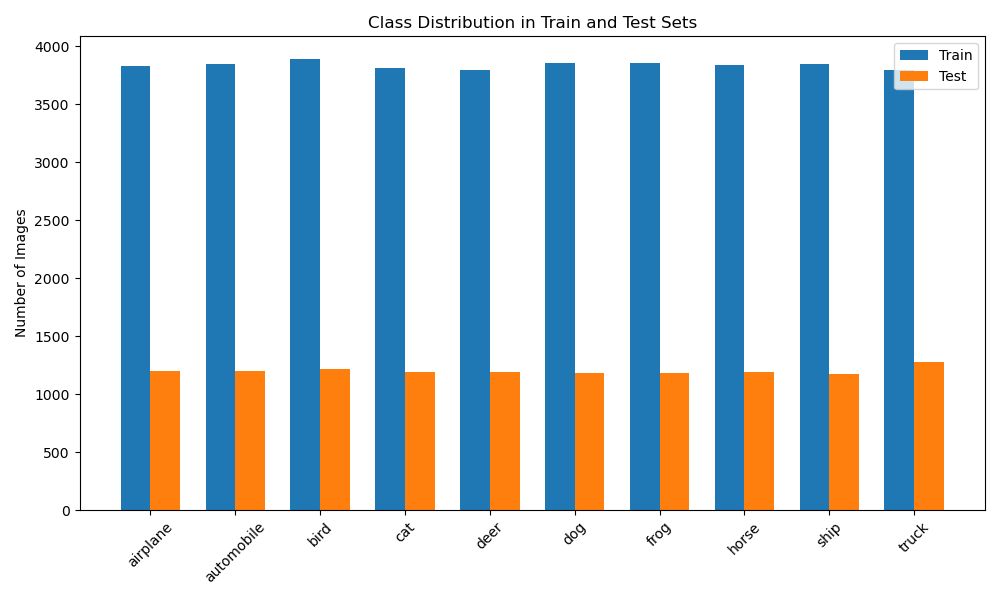 Class Distribution in Train and Test Sets
Train
Test
Number of Images
4000
3500
3000
2500
2000
1500
1000
500
0
airplane
automobile
bird
cat
deer
dog
frog
horse
ship
truck